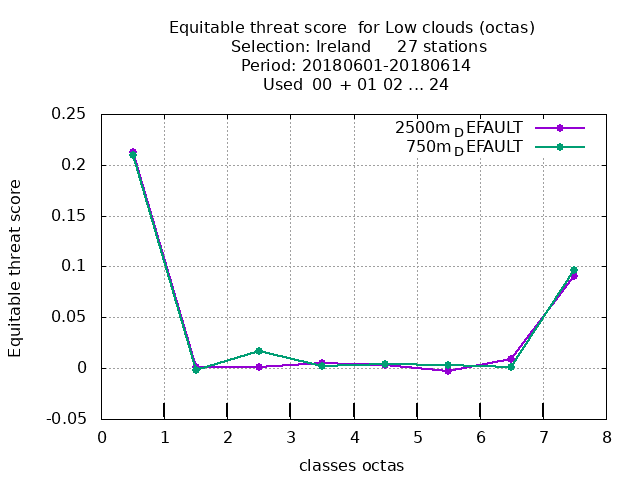 Equitable threat score for Low clouds (octas)
Selection: Ireland 27 stations
Period: 20180601-20180614
Used 00 + 01 02 ... 24
2500m_DEFAULT
750m_DEFAULT
Equitable threat score
0.25
0.2
0.15
0.1
0.05
0
-0.05
0 1 2 3 4 5 6 7 8
classes octas